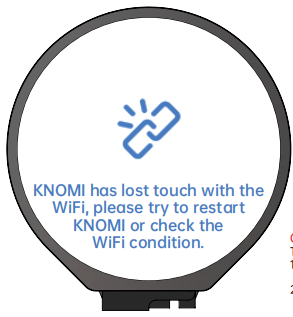 KNOMI has lost touch with the
WiFi, please try to restart
KNOMI or check the
WiFi condition.